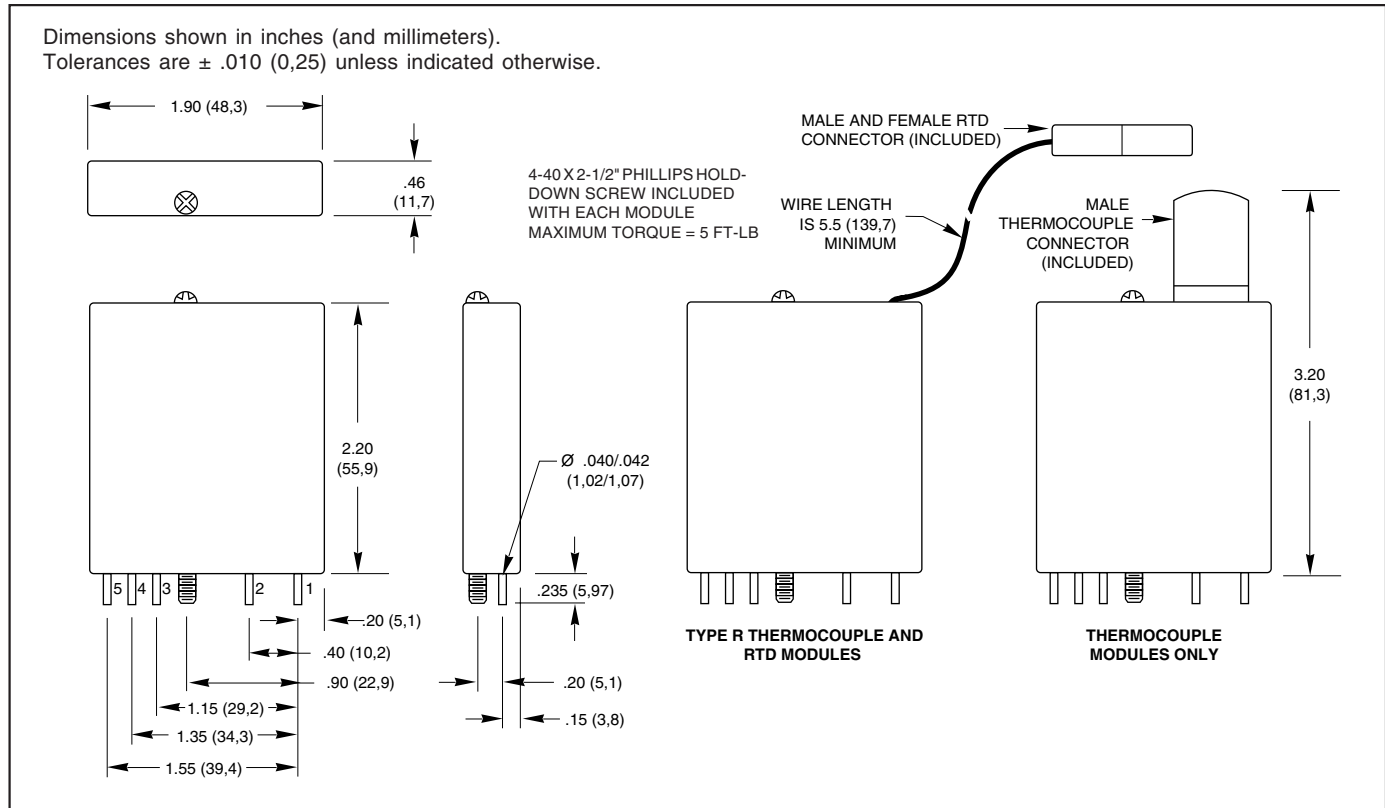 Dimensions shown in inches (and millimeters).
Tolerances are ± .010 (0,25) unless indicated otherwise.
1.90 (48,3)
.46
(11,7)
4-40 X 2-1/2" PHILLIPS HOLD-
DOWN SCREW INCLUDED
WITH EACH MODULE
MAXIMUM TORQUE = 5 FT-LB
MALE AND FEMALE RTD
CONNECTOR (INCLUDED)
WIRE LENGTH
IS 5.5 (139,7)
MINIMUM
MALE
THERMOCOUPLE
CONNECTOR
(INCLUDED)
3.20
(81,3)
2.20
(55,9)
Ø .040/.042
(1,02/1,07)
5 4 3 2 1
.235 (5,97)
.20 (5,1)
.40 (10,2)
.90 (22,9)
1.15 (29,2)
1.35 (34,3)
1.55 (39,4)
.20 (5,1)
.15 (3,8)
TYPE R THERMOCOUPLE AND
RTD MODULES
THERMOCOUPLE
MODULES ONLY